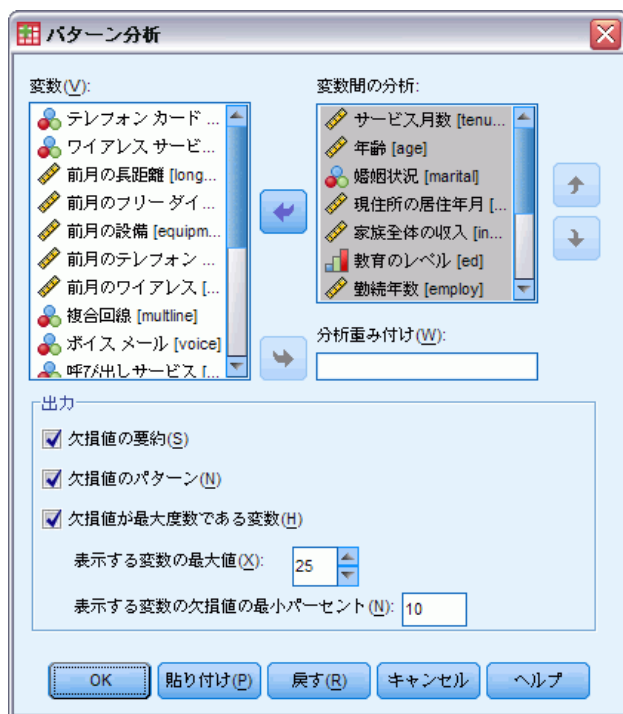 パターン分析
変数(V):
テレフォン カード ...
ワイアレス サービ...
前月の長距離 [long...
前月のフリー ダイ...
前月の設備 [equipm...
前月のテレフォン ...
前月のワイアレス [...
複合回線 [multline]
ボイス メール [voice]
呼び出しサービス [...
変数間の分析:
サービス月数 [tenu...
年齢 [age]
婚姻状況 [marital]
現住所の居住年月 [...
家族全体の収入 [in...
教育のレベル [ed]
勤続年数 [employ]
分析重み付け(W):
出力
欠損値の要約(S)
欠損値のパターン(N)
欠損値が最大度数である変数(H)
表示する変数の最大値(X): 25
表示する変数の欠損値の最小パーセント(N): 10
OK 貼り付け(P) 戻す(R) キャンセル ヘルプ